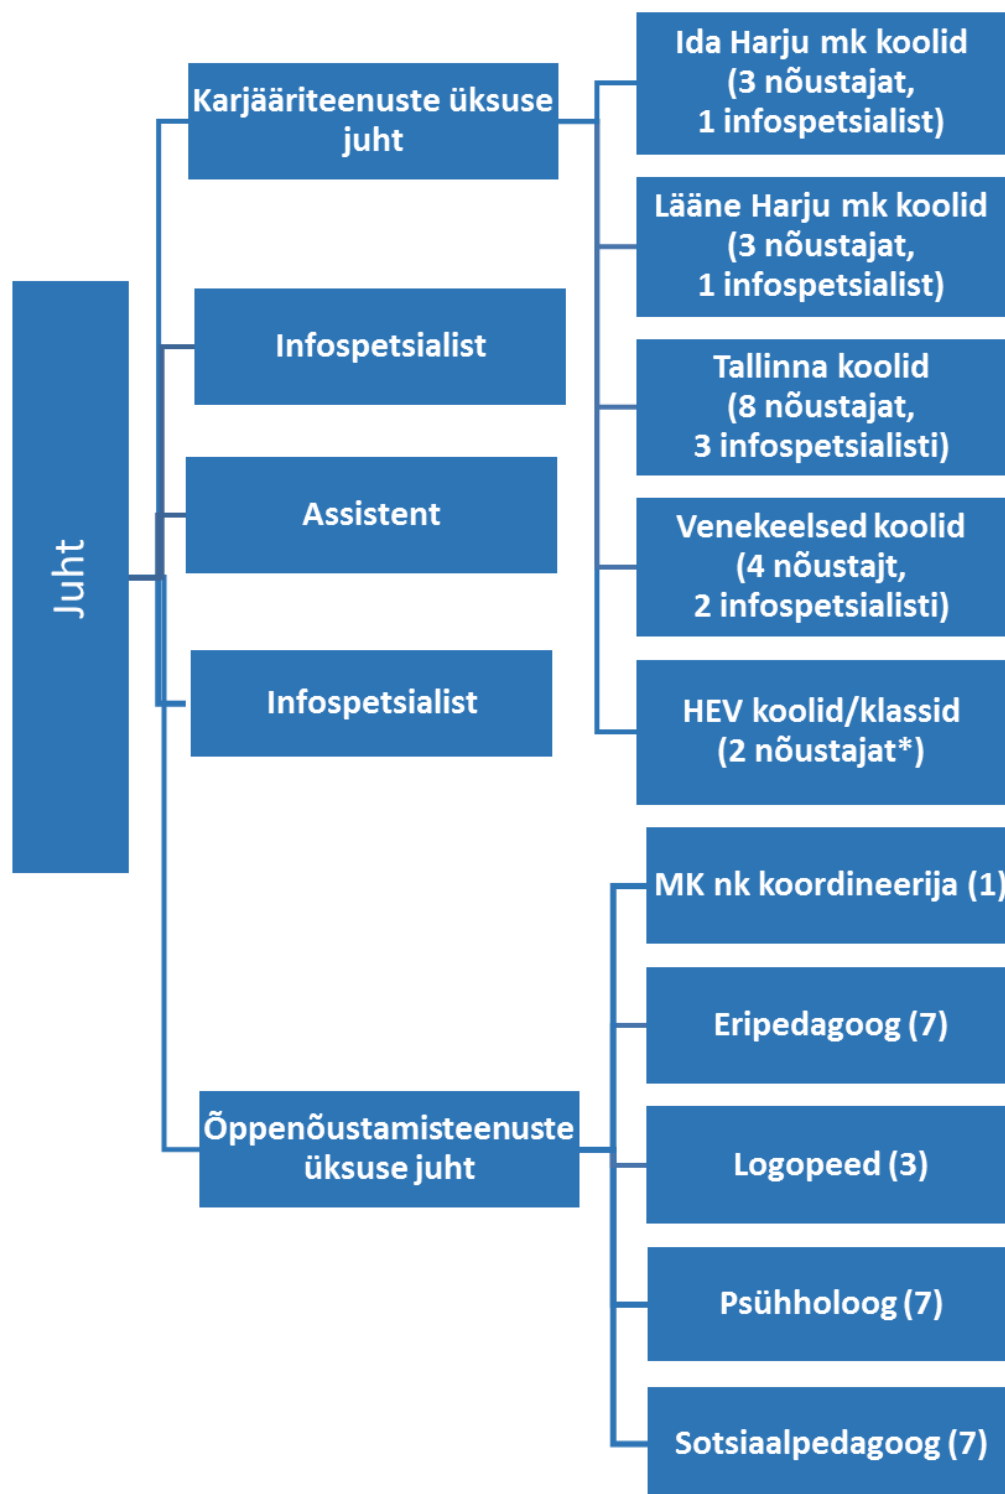 Juht
Karjääriteenuste üksuse
juht
Infospetsialist
Assistent
Infospetsialist
Õppenõustamisteenuste
üksuse juht
Ida Harju mk koolid
(3 nõustajat,
1 infospetsialist)
Lääne Harju mk koolid
(3 nõustajat,
1 infospetsialist)
Tallinna koolid
(8 nõustajat,
3 infospetsialisti)
Venekeelsed koolid
(4 nõustajt,
2 infospetsialisti)
HEV koolid/klassid
(2 nõustajat*)
MK nk koordineerija (1)
Eripedagoog (7)
Logopeed (3)
Psühholoog (7)
Sotsiaalpedagoog (7)